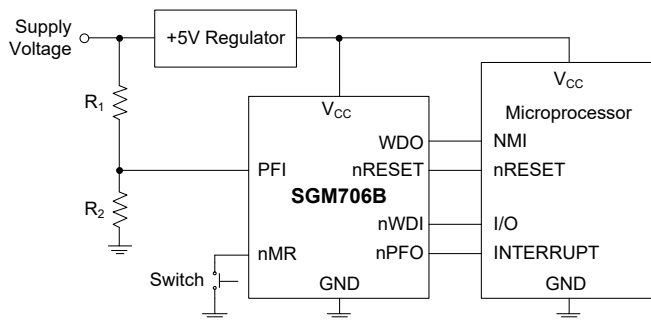 Supply
Voltage
+5V Regulator
R1
R2
VCC
PFI
nMR
Switch
SGM706B
WDO
nRESET
nWDI
nPFO
GND
VCC
Microprocessor
NMI
nRESET
I/O
INTERRUPT
GND